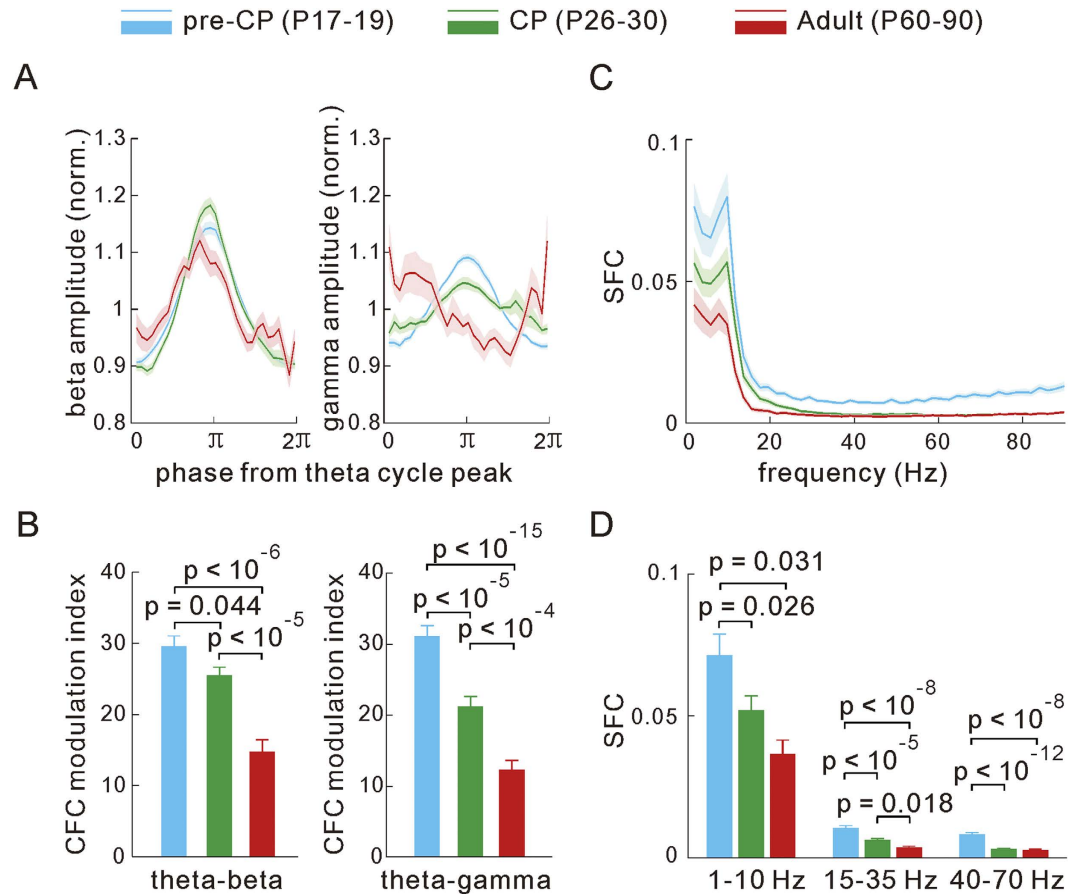 pre-CP (P17-19) CP (P26-30) Adult (P60-90)
A
beta amplitude (norm.)
1.3
1.2
1.1
1
0.9
0.8
0 π 2π
gamma amplitude (norm.)
1.3
1.2
1.1
1
0.9
0.8
0 π 2π
phase from theta cycle peak
C
SFC
0.1
0.05
0
20 40 60 80
frequency (Hz)
B
CFC modulation index
40
30
20
10
0
p < 10^-6
p = 0.044
p < 10^-5
theta-beta
CFC modulation index
40
30
20
10
0
p < 10^-15
p < 10^-5
p < 10^-4
theta-gamma
D
SFC
0.1
0.05
0
p = 0.031
p = 0.026
p < 10^-8
p < 10^-5
p = 0.018
p < 10^-8
p < 10^-12
1-10 Hz 15-35 Hz 40-70 Hz